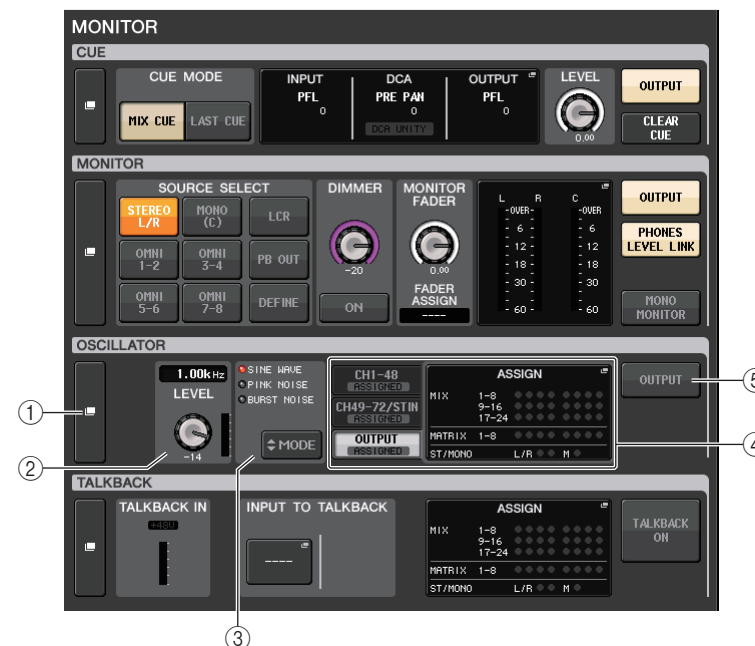 MONITOR
CUE
CUE MODE
MIX CUE
LAST CUE
INPUT
PFL
0
DCA
PRE PAN
0
DCA UNITY
OUTPUT
PFL
0
LEVEL
0.00
OUTPUT
CLEAR
CUE
MONITOR
SOURCE SELECT
STEREO
L/R
MONO
(C)
LCR
OMNI
1-2
OMNI
3-4
PB OUT
OMNI
5-6
OMNI
7-8
DEFINE
DIMMER
-20
ON
MONITOR
FADER
0.00
FADER
ASSIGN
----
L R C
-OVER- -OVER
- 6 - - 6
- 12 - - 12
- 18 - - 18
- 30 - - 30
- 60 - - 60
OUTPUT
PHONES
LEVEL LINK
MONO
MONITOR
OSCILLATOR
1.00k Hz
LEVEL
-14
SINE WAVE
PINK NOISE
BURST NOISE
MODE
CH1-48
ASSIGNED
CH49-72/STIN
ASSIGNED
OUTPUT
ASSIGNED
ASSIGN
MIX 1-8
9-16
17-24
MATRIX 1-8
ST/MONO L/R M
OUTPUT
1
2
3
4
5
TALKBACK
TALKBACK IN
+48V
INPUT TO TALKBACK
----
ASSIGN
MIX 1-8
9-16
17-24
MATRIX 1-8
ST/MONO L/R M
TALKBACK
ON